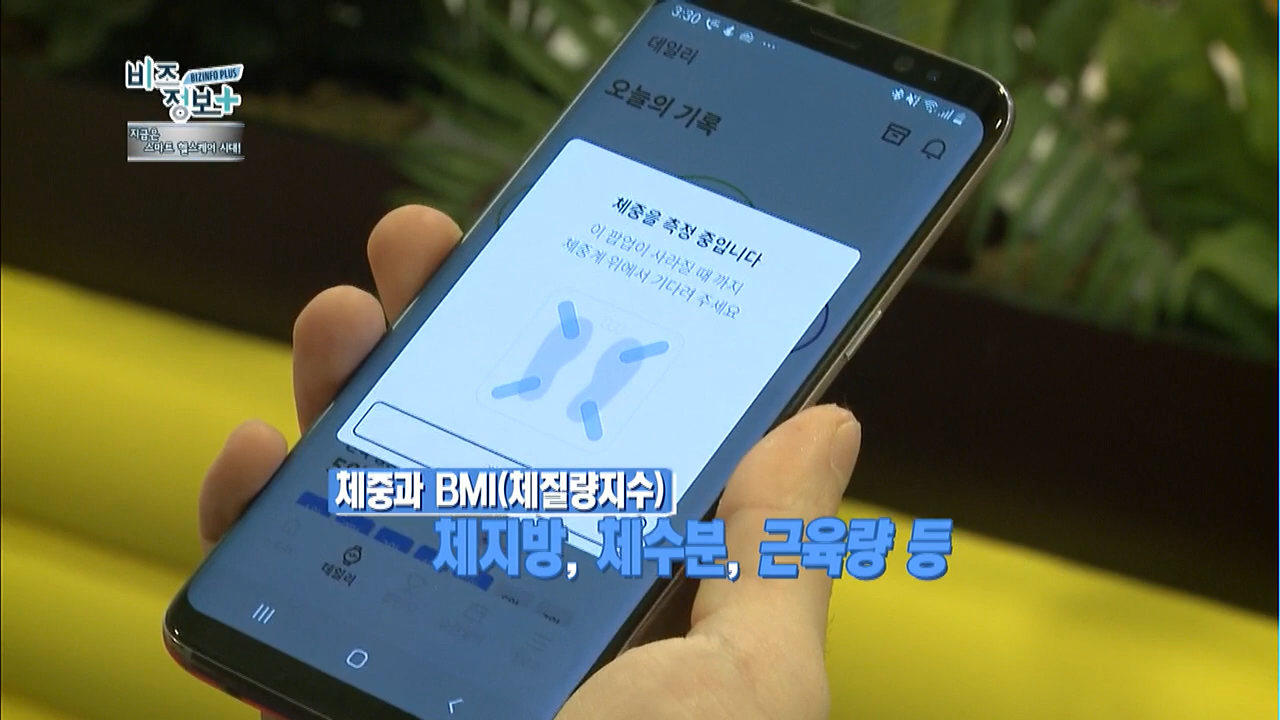 비즈
BIZINFO PLUS
정보+
지금은
스마트 헬스케어 시대!
3:30
데일리
오늘의 기록
체중을 측정 중입니다
이 팝업이 사라질 때 까지
체중계 위에서 기다려 주세요
체중과 BMI(체질량지수)
체지방, 체수분, 근육량 등
데일리